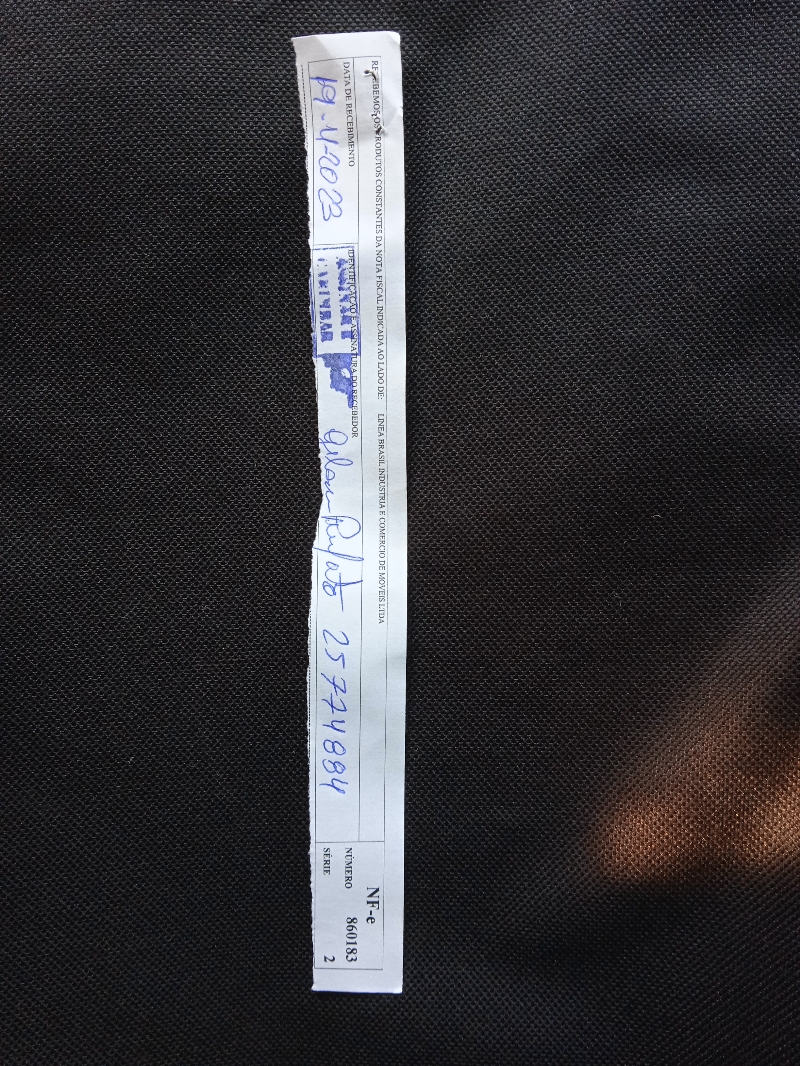 RECEBEMOS OS PRODUTOS CONSTANTES DA NOTA FISCAL INDICADA AO LADO DE: LINEA BRASIL INDUSTRIA E COMERCIO DE MOVEIS LTDA
DATA DE RECEBIMENTO
19-4-2023
IDENTIFICAÇÃO E ASSINATURA DO RECEBEDOR
CARIMBAR
25774884
NF-e
NÚMERO 860183
SÉRIE 2